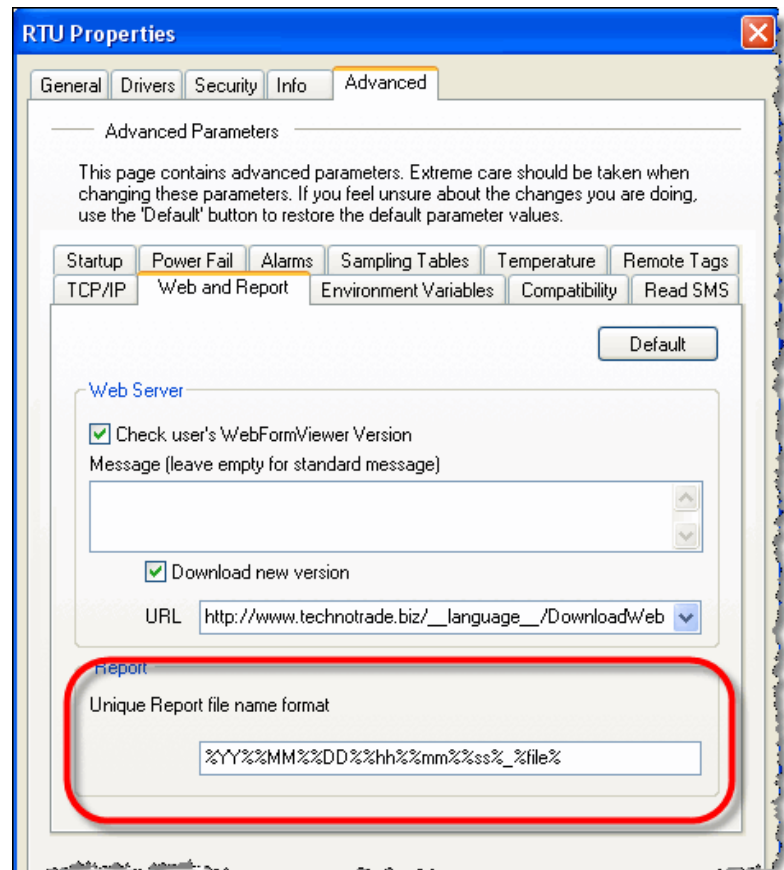 RTU Properties
General Drivers Security Info Advanced
Advanced Parameters
This page contains advanced parameters. Extreme care should be taken when
changing these parameters. If you feel unsure about the changes you are doing,
use the 'Default' button to restore the default parameter values.
Startup Power Fail Alarms Sampling Tables Temperature Remote Tags
TCP/IP Web and Report Environment Variables Compatibility Read SMS
Default
Web Server
Check user's WebFormViewer Version
Message (leave empty for standard message)
Download new version
URL http://www.technotrade.biz/__language__/DownloadWeb
Report
Unique Report file name format
%YY%%MM%%DD%%hh%%mm%%ss%_%file%